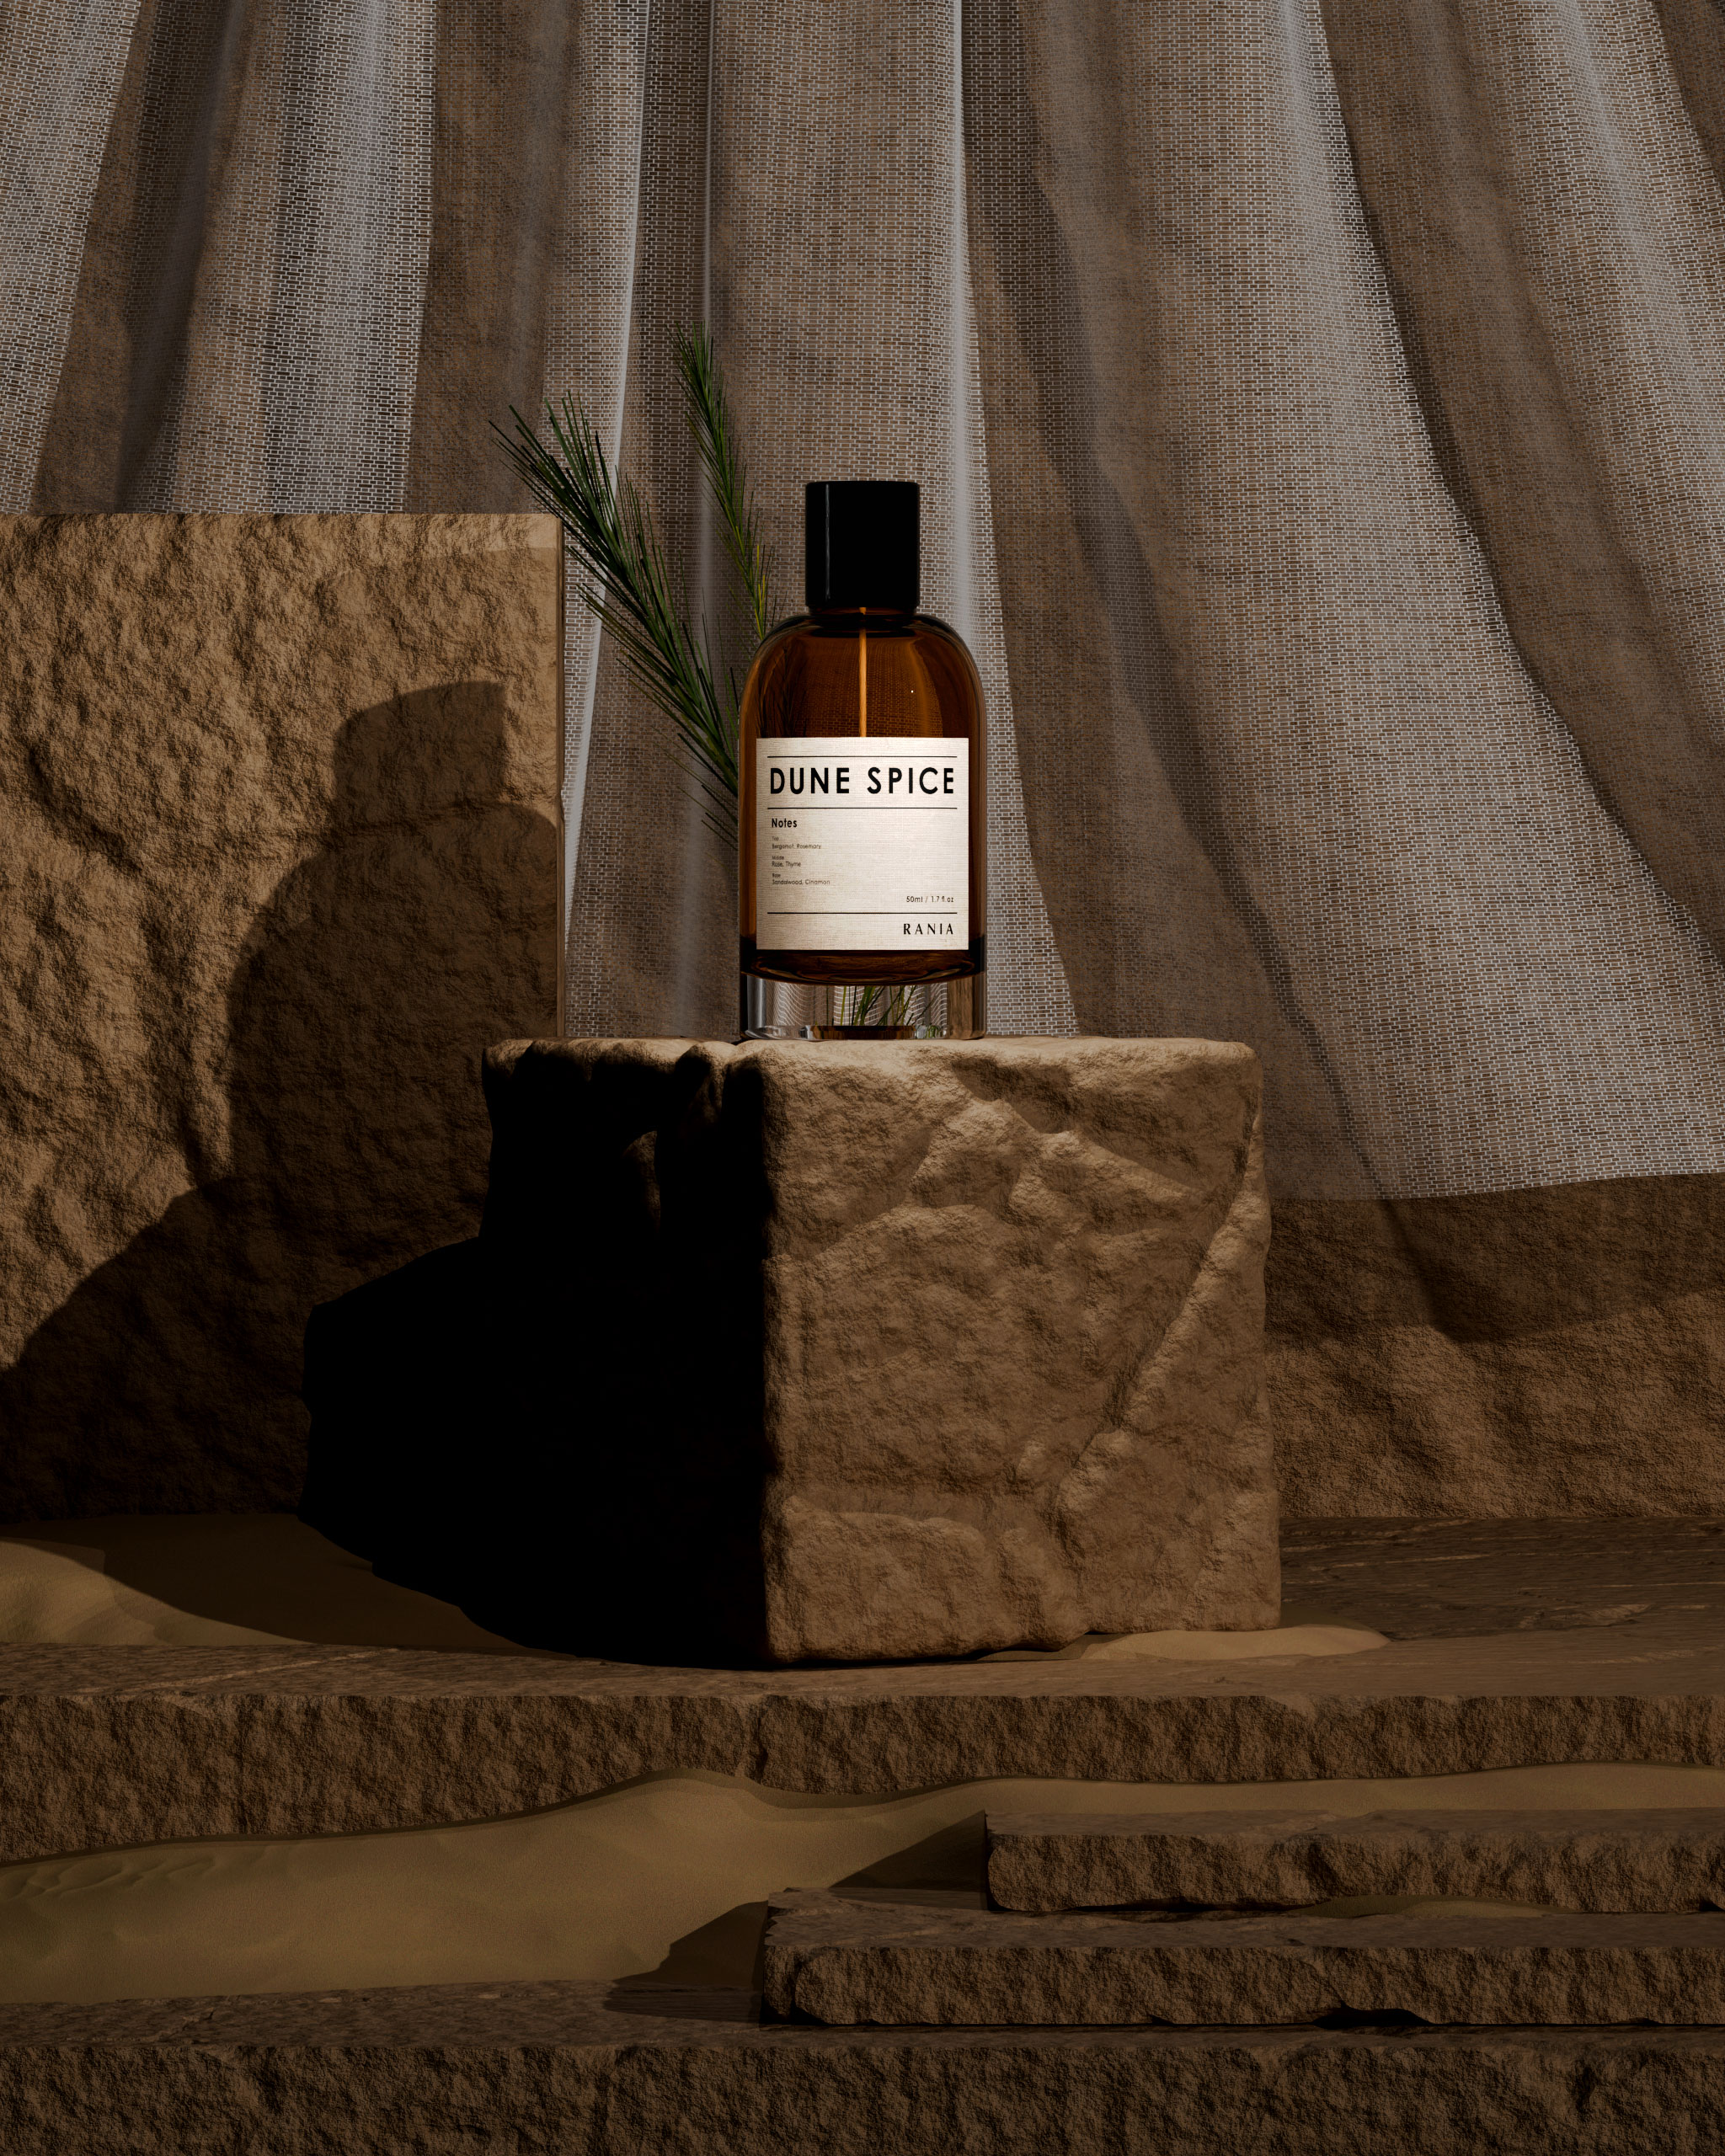 DUNE SPICE
Notes
Top
Bergamot, Rosemary
Middle
Rose, Thyme
Base
Sandalwood, Cinamon
50ml / 1.7 fl oz
RANIA